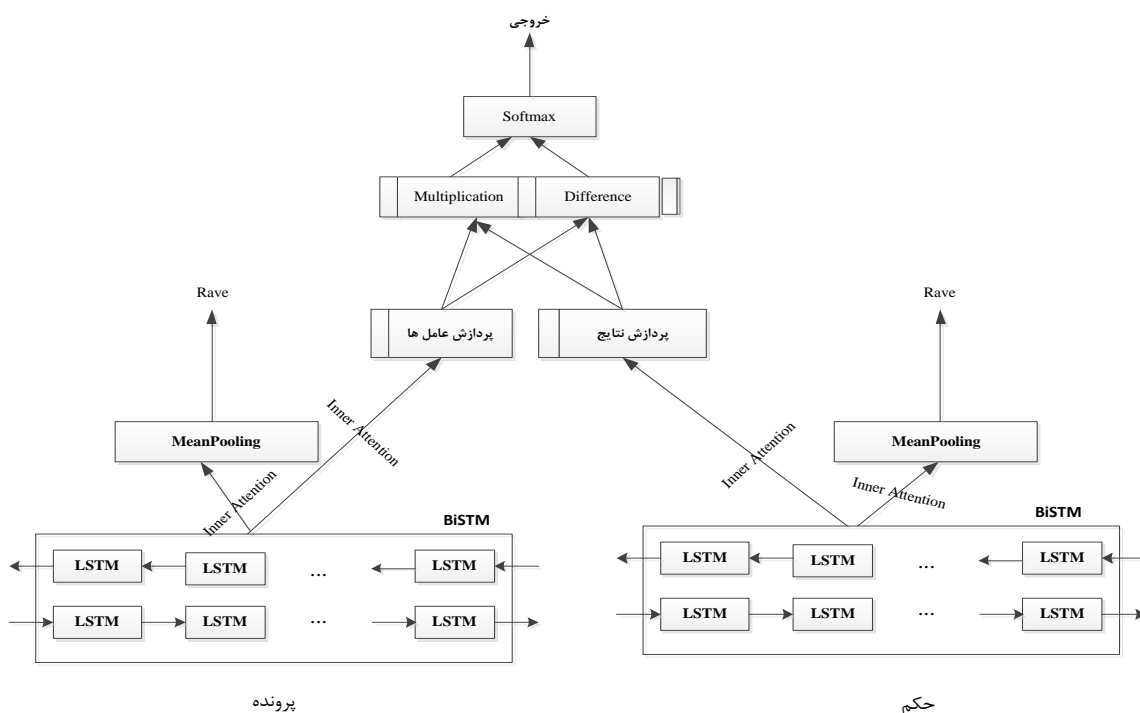 خروجی
Softmax
Multiplication
Difference
Rave
Rave
پردازش عامل ها
پردازش نتایج
Inner Attention
Inner Attention
MeanPooling
MeanPooling
Inner Attention
Inner Attention
BiSTM
BiSTM
LSTM LSTM ... LSTM
LSTM LSTM ... LSTM
LSTM LSTM ... LSTM
LSTM LSTM ... LSTM
پرونده
حکم